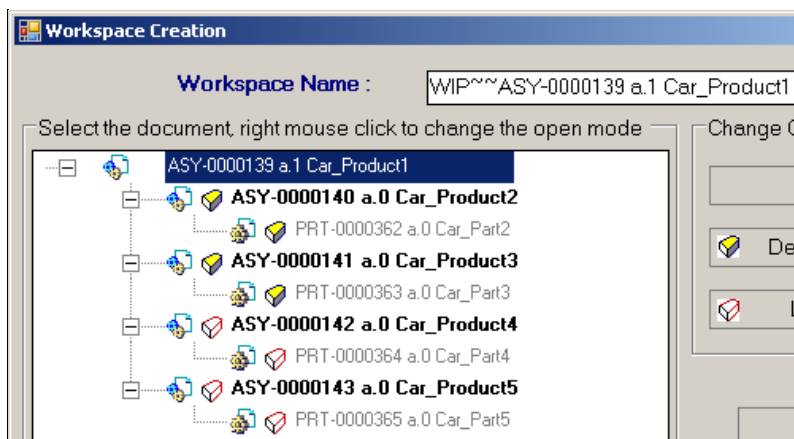 Workspace Creation
Workspace Name :
WIP~~ASY-0000139 a.1 Car_Product1
Select the document, right mouse click to change the open mode
Change
ASY-0000139 a.1 Car_Product1
ASY-0000140 a.0 Car_Product2
PRT-0000362 a.0 Car_Part2
De
ASY-0000141 a.0 Car_Product3
PRT-0000363 a.0 Car_Part3
ASY-0000142 a.0 Car_Product4
PRT-0000364 a.0 Car_Part4
ASY-0000143 a.0 Car_Product5
PRT-0000365 a.0 Car_Part5